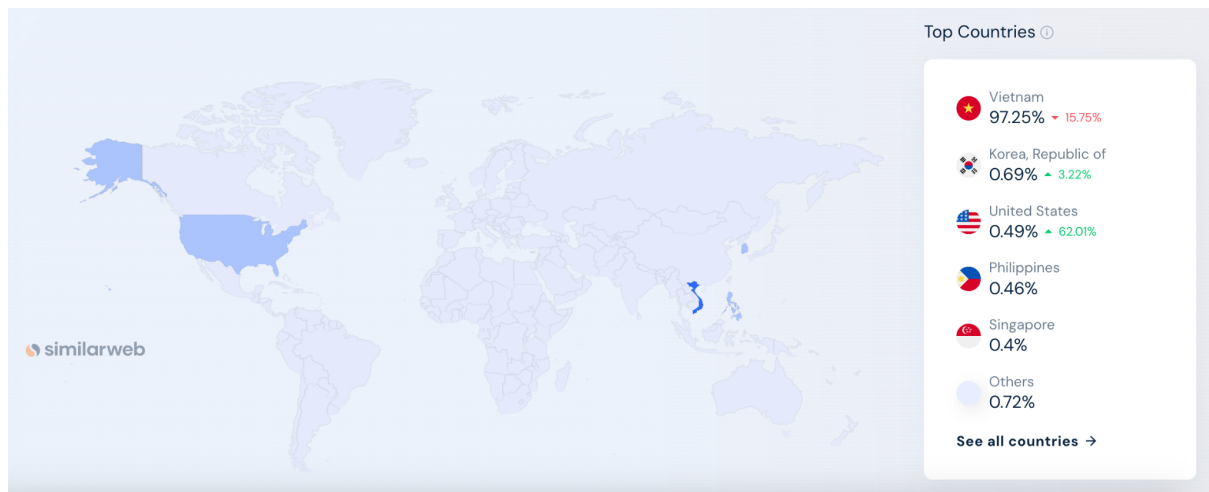 Top Countries
Vietnam
97.25% 15.75%
Korea, Republic of
0.69% 3.22%
United States
0.49% 62.01%
Philippines
0.46%
Singapore
0.4%
Others
0.72%
See all countries →
similarweb